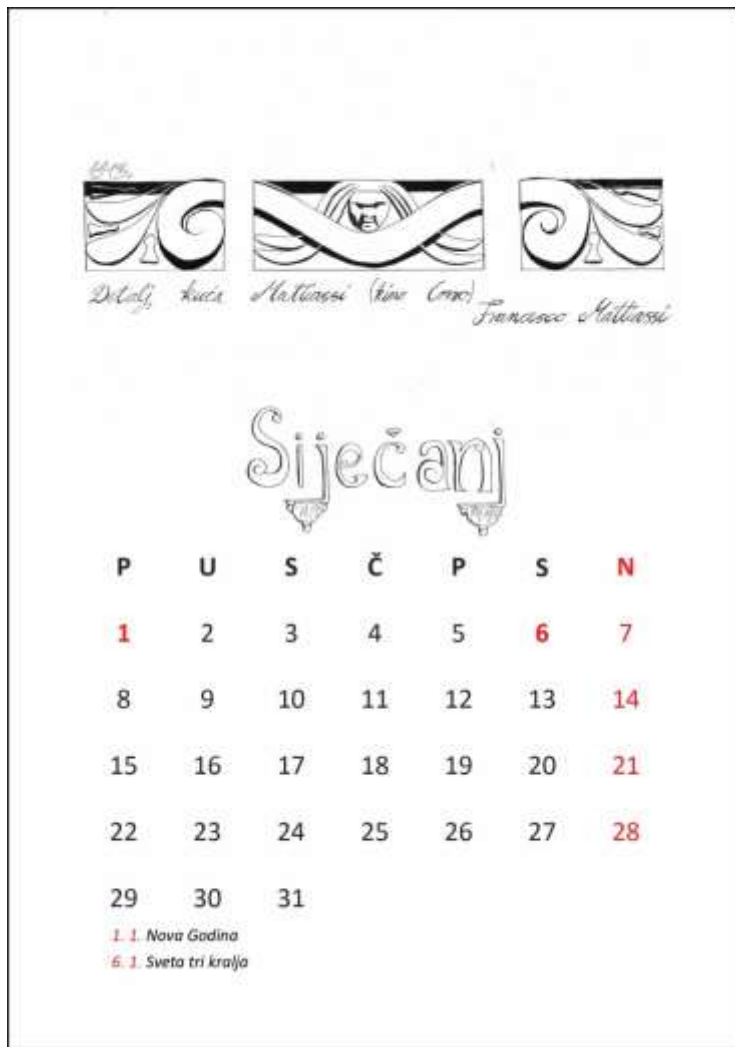 Detalj, kuća Mattiassi (kino
Francesco Mattiassi
Siječanj
P U S Č P S N
1 2 3 4 5 6 7
8 9 10 11 12 13 14
15 16 17 18 19 20 21
22 23 24 25 26 27 28
29 30 31
1. 1. Nova Godina
6. 1. Sveta tri kralja